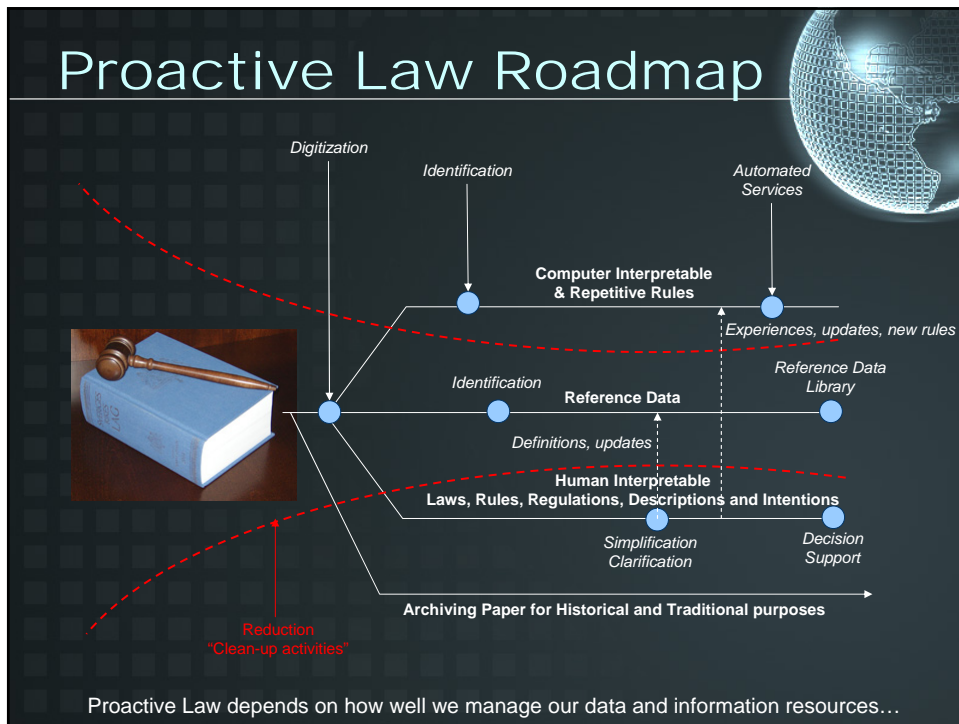 Proactive Law Roadmap
Digitization
Identification
Automated
Services
Computer Interpretable
& Repetitive Rules
Experiences, updates, new rules
Identification
Reference Data
Reference Data
Library
Definitions, updates
Human Interpretable
Laws, Rules, Regulations, Descriptions and Intentions
Simplification
Clarification
Decision
Support
Archiving Paper for Historical and Traditional purposes
Reduction
“Clean-up activities”
Proactive Law depends on how well we manage our data and information resources…